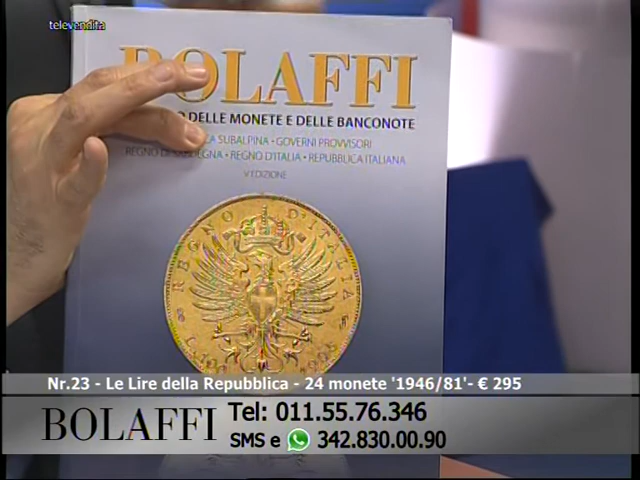 televendita
BOLAFFI
DELLE MONETE E DELLE BANCONOTE
SUBALPINA • GOVERNI PROVVISORI
REGNO DI SARDEGNA • REGNO D'ITALIA • REPUBBLICA ITALIANA
V EDIZIONE
REGNO D'ITALIA
Nr.23 - Le Lire della Repubblica - 24 monete '1946/81'- € 295
BOLAFFI
Tel: 011.55.76.346
SMS e 342.830.00.90